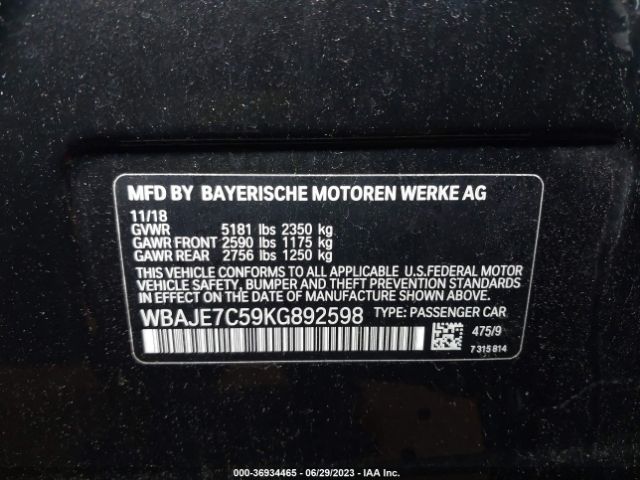 MFD BY BAYERISCHE MOTOREN WERKE AG
11/18
GVWR 5181 lbs 2350 kg
GAWR FRONT 2590 lbs 1175 kg
GAWR REAR 2756 lbs 1250 kg
THIS VEHICLE CONFORMS TO ALL APPLICABLE U.S.FEDERAL MOTOR
VEHICLE SAFETY, BUMPER AND THEFT PREVENTION STANDARDS
IN EFFECT ON THE DATE OF MANUFACTURE SHOWN ABOVE.
WBAJE7C59KG892598 TYPE: PASSENGER CAR
475/9
7 315 814
000-36934465 - 06/29/2023 - IAA Inc.